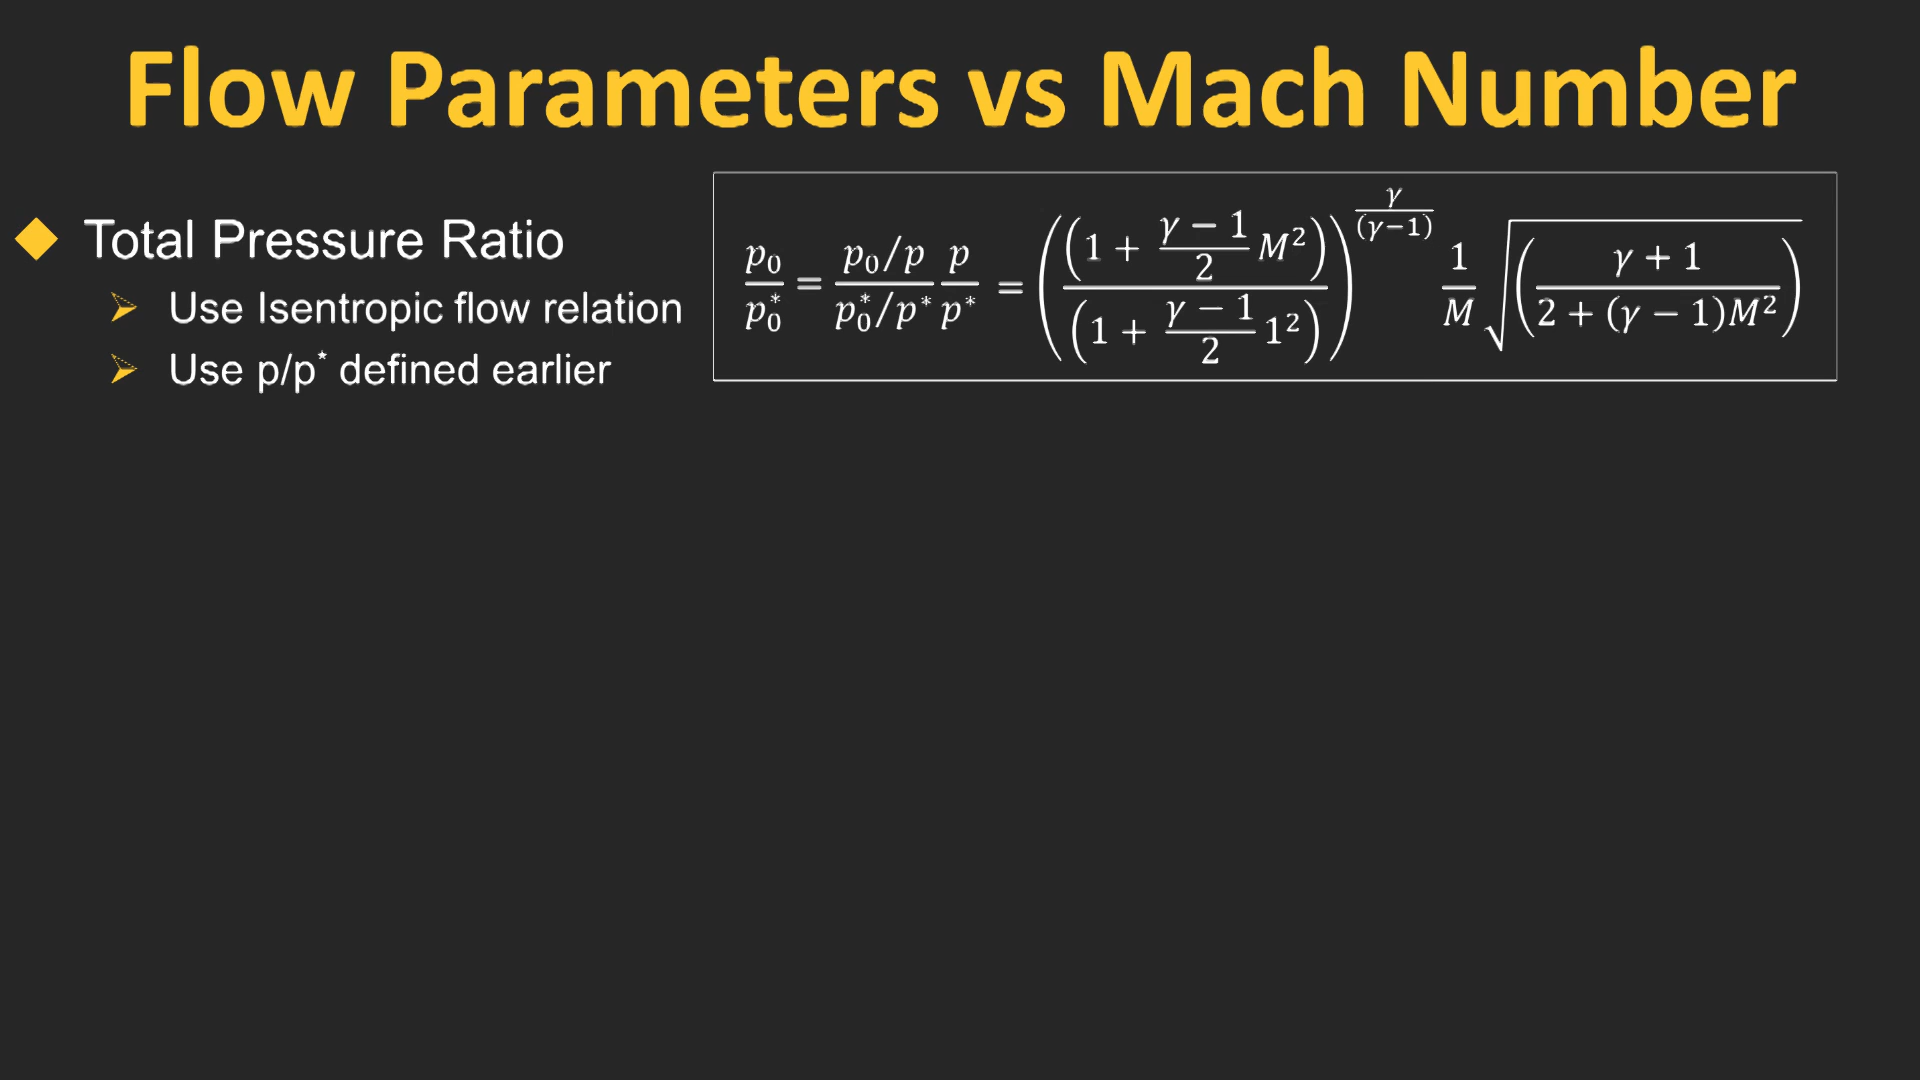 Flow Parameters vs Mach Number
Total Pressure Ratio
Use Isentropic flow relation
Use p/p* defined earlier
\frac{p_0}{p_0^*} = \frac{p_0/p}{p_0^*/p^*} \frac{p}{p^*} = \left( \frac{\left(1 + \frac{\gamma - 1}{2} M^2\right)}{\left(1 + \frac{\gamma - 1}{2} 1^2\right)} \right)^{\frac{\gamma}{(\gamma - 1)}} \frac{1}{M} \sqrt{\left( \frac{\gamma + 1}{2 + (\gamma - 1)M^2} \right)}